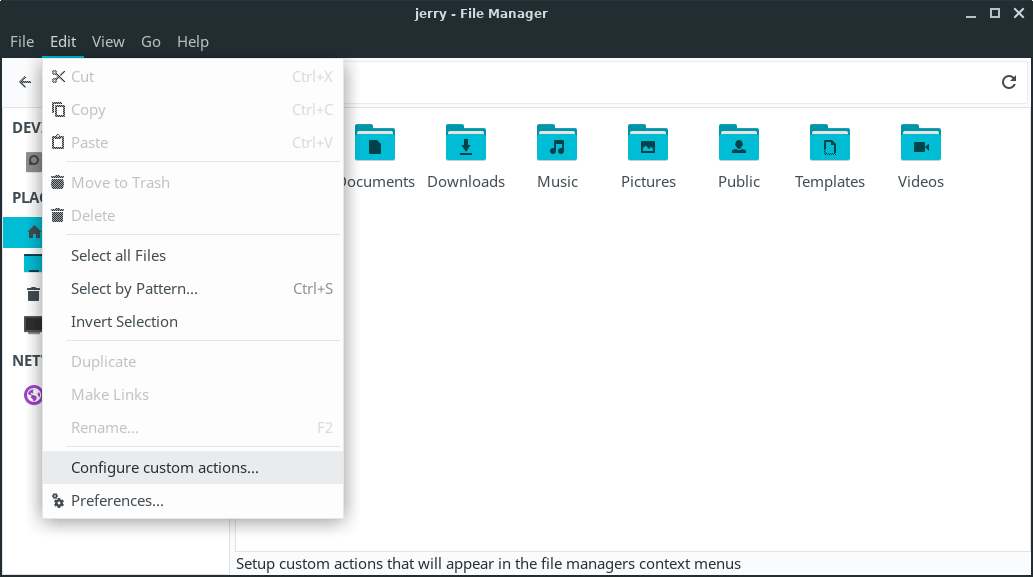 jerry - File Manager
File Edit View Go Help
Cut Ctrl+X
Copy Ctrl+C
Paste Ctrl+V
Move to Trash
Delete
Select all Files
Select by Pattern... Ctrl+S
Invert Selection
Duplicate
Make Links
Rename... F2
Configure custom actions...
Preferences...
DEV
PLA
NET
Documents Downloads Music Pictures Public Templates Videos
Setup custom actions that will appear in the file managers context menus